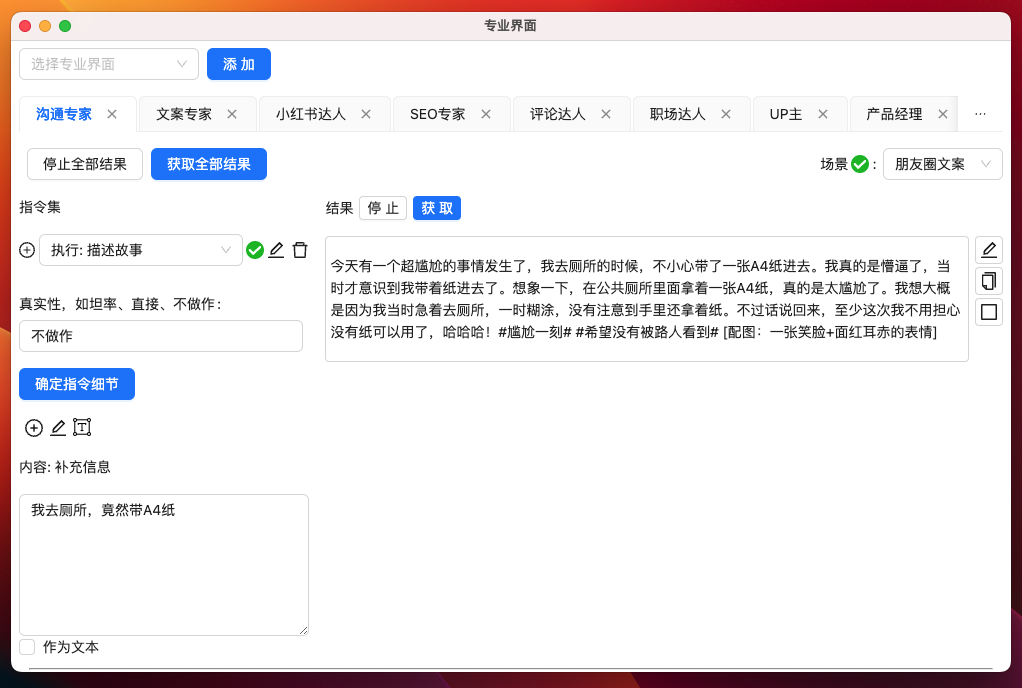 专业界面
选择专业界面 添 加
沟通专家 文案专家 小红书达人 SEO专家 评论达人 职场达人 UP主 产品经理 ...
停止全部结果 获取全部结果 场景 : 朋友圈文案
指令集
结果 停 止 获 取
执行: 描述故事
今天有一个超尴尬的事情发生了，我去厕所的时候，不小心带了一张A4纸进去。我真是的懵逼了，当
时才意识到我带着纸进去了。想象一下，在公共厕所里面拿着一张A4纸，真的是太尴尬了。我想大概
是因为我当时急着去厕所，一时糊涂，没有注意到手里还拿着纸。不过话说回来，至少这次我不用担心
没有纸可以用了，哈哈哈！#尴尬一刻# #希望没有被路人看到# [配图：一张笑脸+面红耳赤的表情]
真实性，如坦率、直接、不做作：
不做作
确定指令细节
内容: 补充信息
我去厕所，竟然带A4纸
作为文本